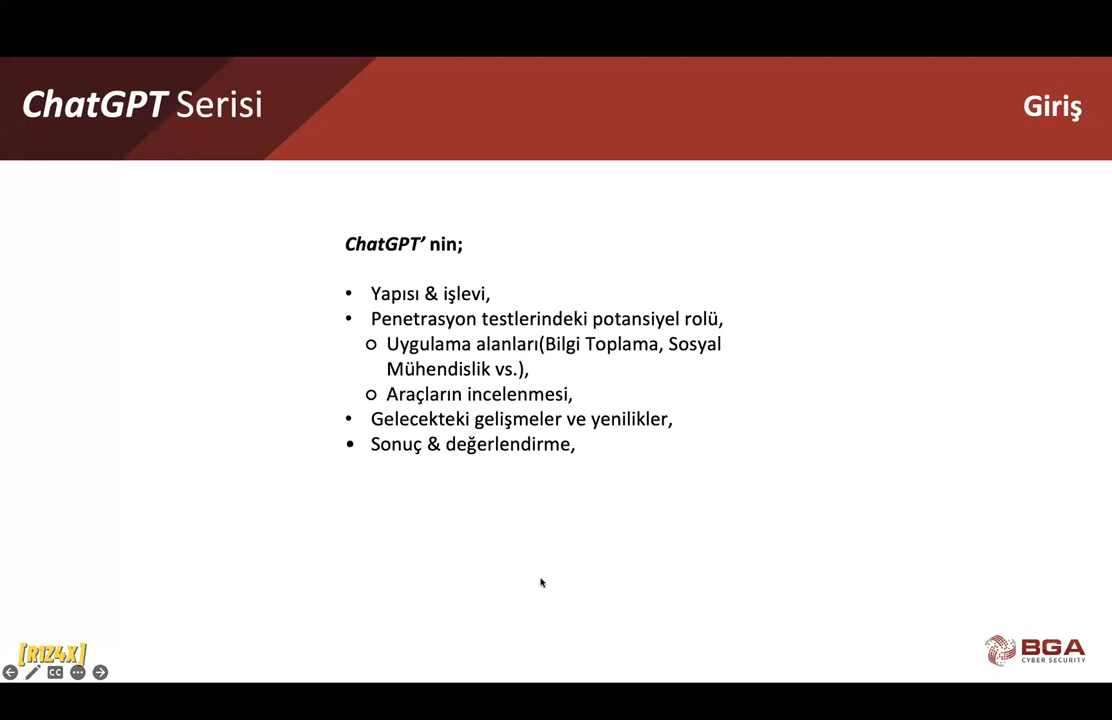 ChatGPT Serisi
Giriş
ChatGPT’ nin;
• Yapısı & işlevi,
• Penetrasyon testlerindeki potansiyel rolü,
o Uygulama alanları(Bilgi Toplama, Sosyal
Mühendislik vs.),
o Araçların incelenmesi,
• Gelecekteki gelişmeler ve yenilikler,
• Sonuç & değerlendirme,
[R1Z4X]
CC
BGA
CYBER SECURITY